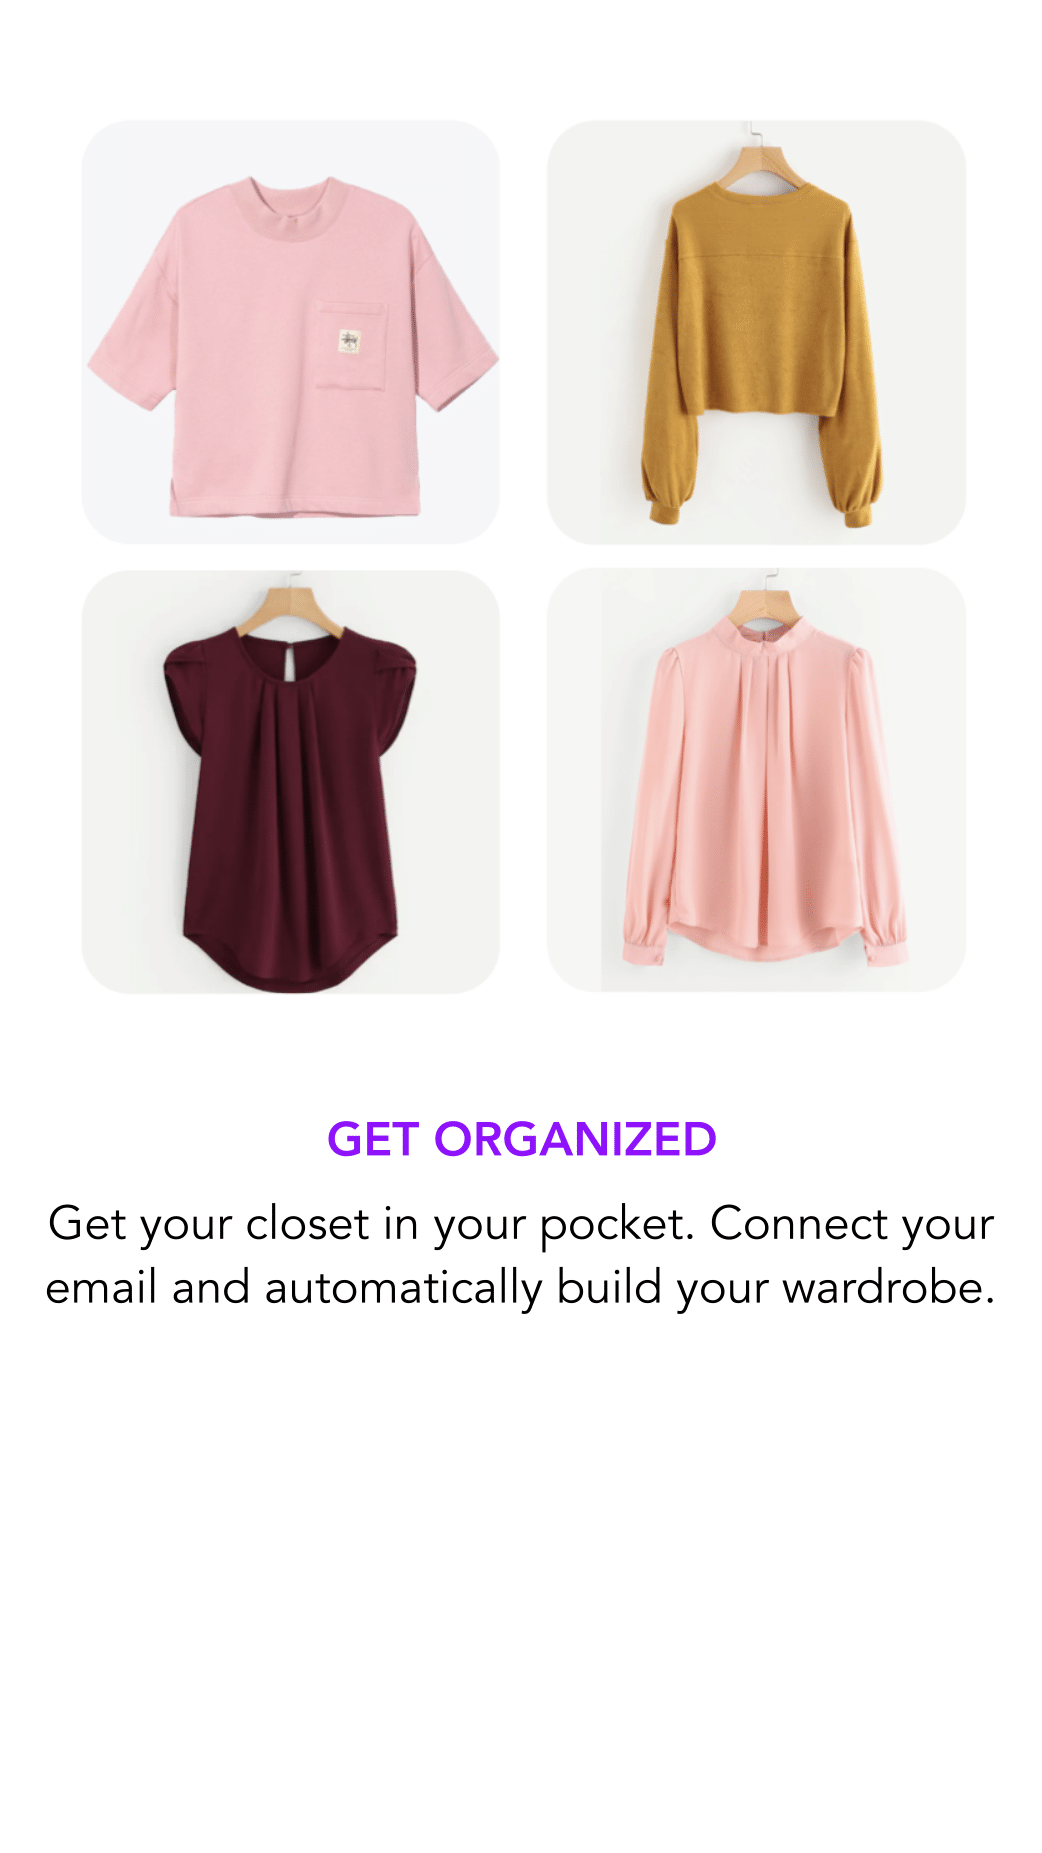 GET ORGANIZED
Get your closet in your pocket. Connect your
email and automatically build your wardrobe.